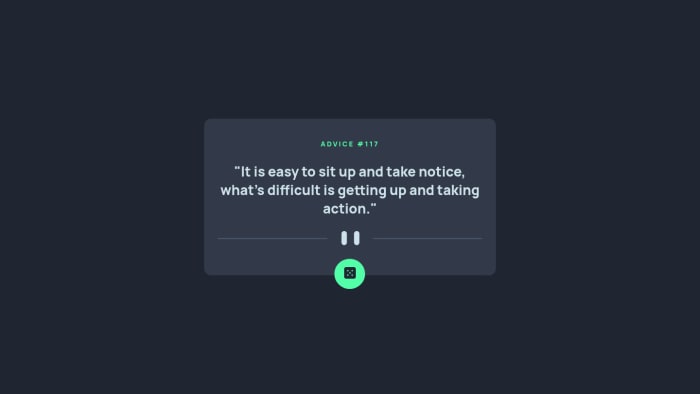 ADVICE #117
"It is easy to sit up and take notice,
what's difficult is getting up and taking
action."